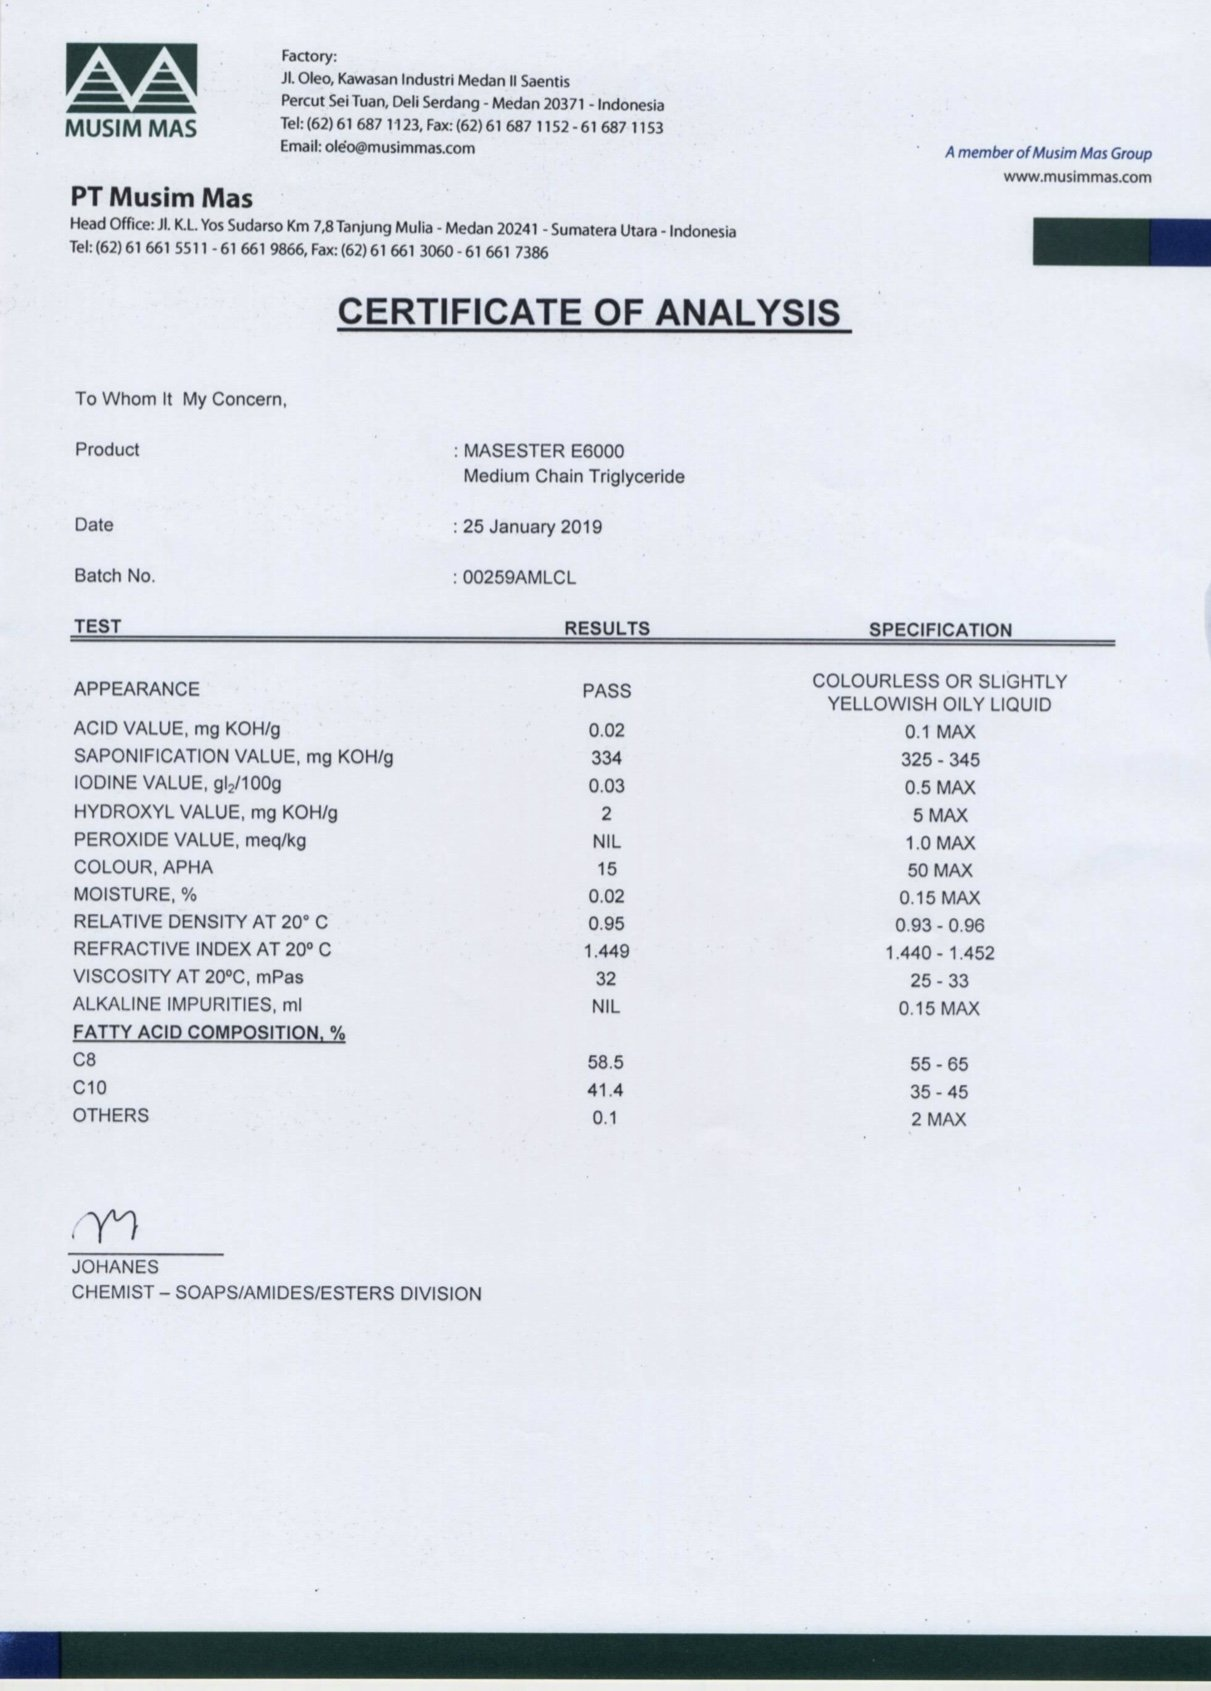 MUSIM MAS
Factory:
Jl. Oleo, Kawasan Industri Medan II Saentis
Percut Sei Tuan, Deli Serdang - Medan 20371 - Indonesia
Tel: (62) 61 687 1123, Fax: (62) 61 687 1152 - 61 687 1153
Email: oleo@musimmas.com
A member of Musim Mas Group
www.musimmas.com
PT Musim Mas
Head Office: Jl. K.L. Yos Sudarso Km 7,8 Tanjung Mulia - Medan 20241 - Sumatera Utara - Indonesia
Tel: (62) 61 661 5511 - 61 661 9866, Fax: (62) 61 661 3060 - 61 661 7386
CERTIFICATE OF ANALYSIS
To Whom It My Concern,
Product : MASESTER E6000
Medium Chain Triglyceride
Date : 25 January 2019
Batch No. : 00259AMLCL
TEST RESULTS SPECIFICATION
APPEARANCE PASS COLOURLESS OR SLIGHTLY
YELLOWISH OILY LIQUID
ACID VALUE, mg KOH/g 0.02 0.1 MAX
SAPONIFICATION VALUE, mg KOH/g 334 325 - 345
IODINE VALUE, gI₂/100g 0.03 0.5 MAX
HYDROXYL VALUE, mg KOH/g 2 5 MAX
PEROXIDE VALUE, meq/kg NIL 1.0 MAX
COLOUR, APHA 15 50 MAX
MOISTURE, % 0.02 0.15 MAX
RELATIVE DENSITY AT 20° C 0.95 0.93 - 0.96
REFRACTIVE INDEX AT 20º C 1.449 1.440 - 1.452
VISCOSITY AT 20ºC, mPas 32 25 - 33
ALKALINE IMPURITIES, ml NIL 0.15 MAX
FATTY ACID COMPOSITION, %
C8 58.5 55 - 65
C10 41.4 35 - 45
OTHERS 0.1 2 MAX
JOHANES
CHEMIST – SOAPS/AMIDES/ESTERS DIVISION